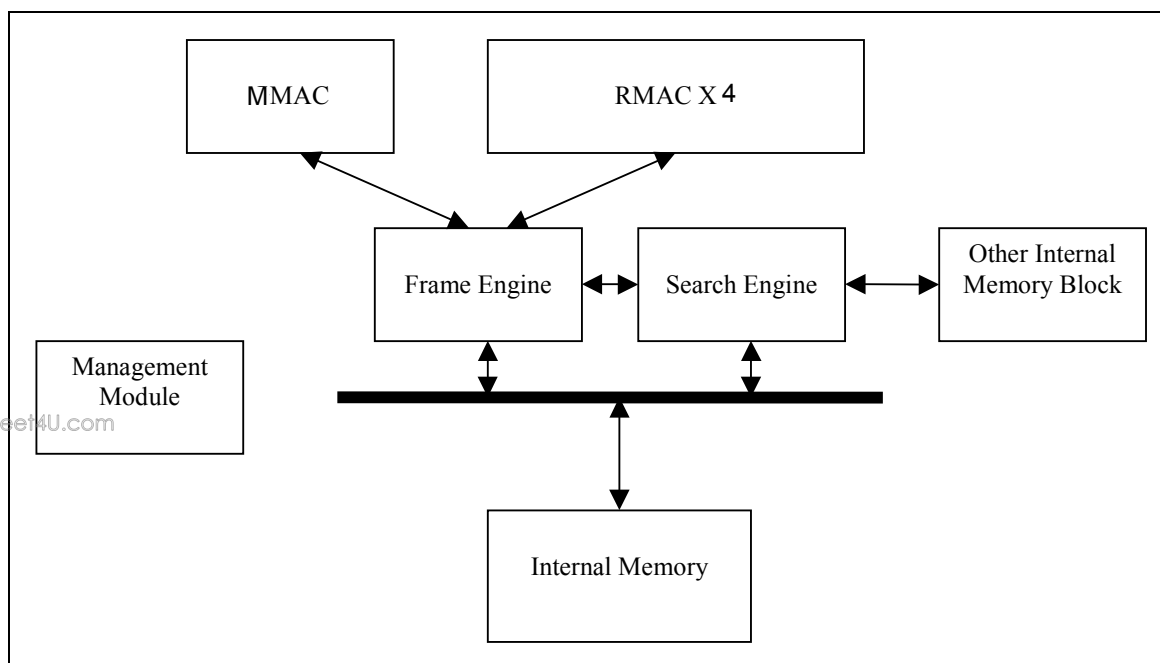 MMAC
RMAC X 4
Frame Engine
Search Engine
Other Internal
Memory Block
Management
Module
eet4U.com
Internal Memory